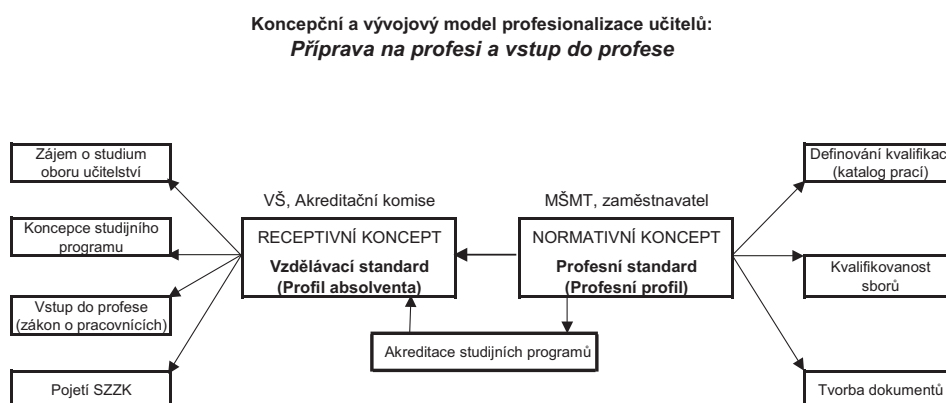 Koncepční a vývojový model profesionalizace učitelů:
Příprava na profesi a vstup do profese
Zájem o studium
oboru učitelství
Koncepce studijního
programu
Vstup do profese
(zákon o pracovnících)
Pojetí SZZK
VŠ, Akreditační komise
RECEPTIVNÍ KONCEPT
Vzdělávací standard
(Profil absolventa)
MŠMT, zaměstnavatel
NORMATIVNÍ KONCEPT
Profesní standard
(Profesní profil)
Akreditace studijních programů
Definování kvalifikac
(katalog prací)
Kvalifikovanost
sborů
Tvorba dokumentů